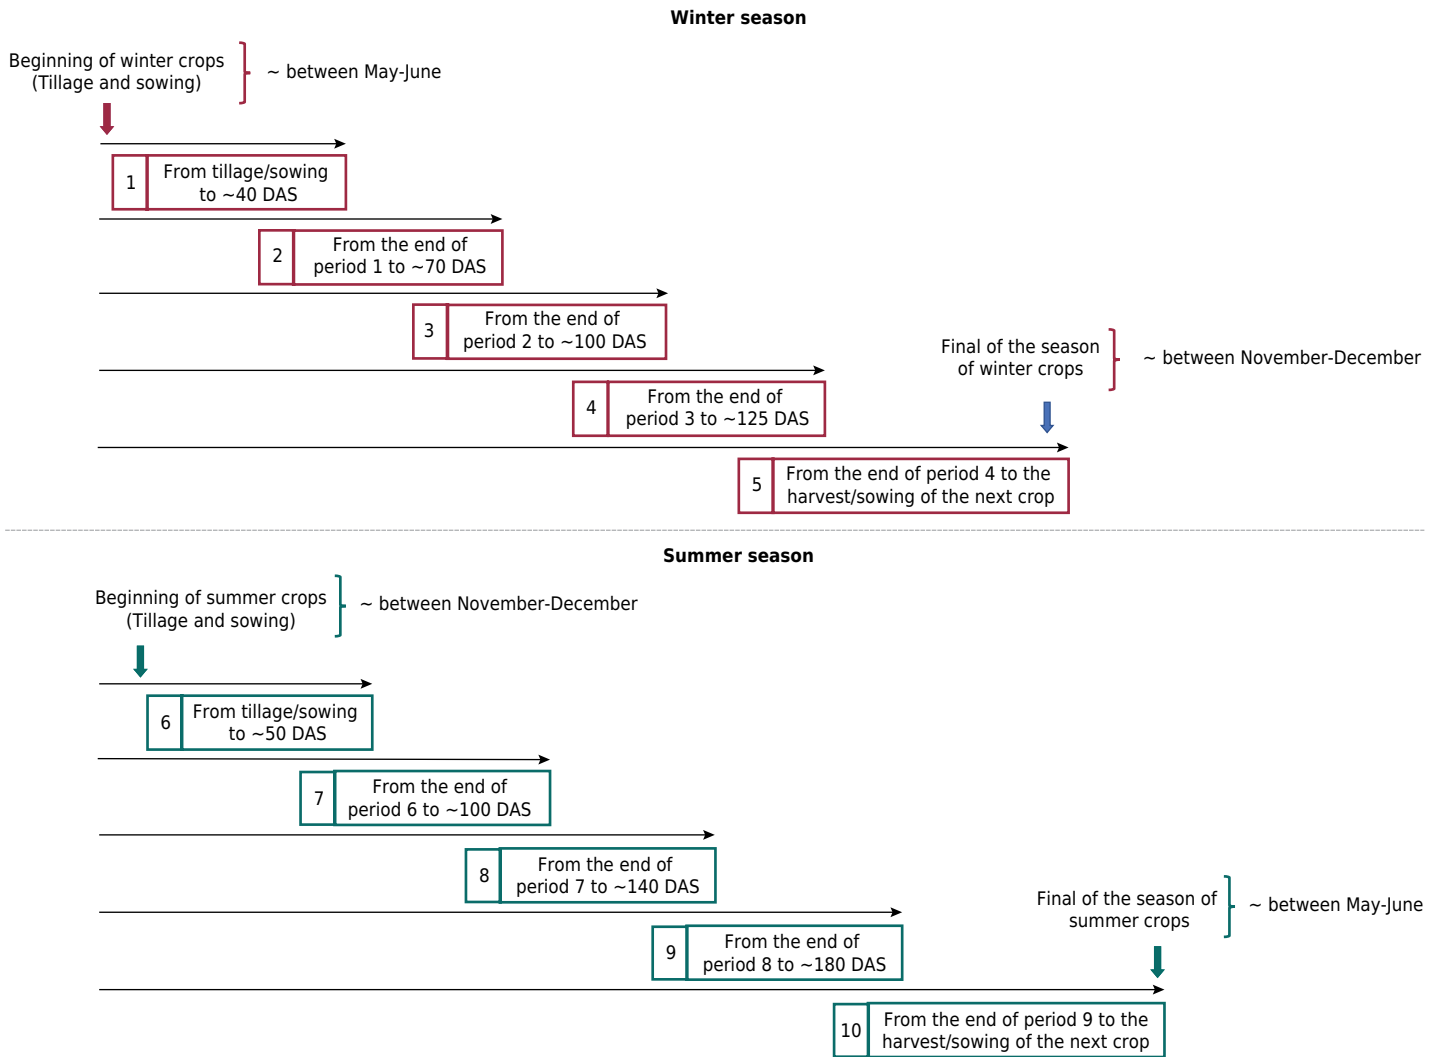 Winter season
Beginning of winter crops
(Tillage and sowing)
~ between May-June
1
From tillage/sowing
to ~40 DAS
2
From the end of
period 1 to ~70 DAS
3
From the end of
period 2 to ~100 DAS
Final of the season
of winter crops
~ between November-December
4
From the end of
period 3 to ~125 DAS
5
From the end of period 4 to the
harvest/sowing of the next crop
Summer season
Beginning of summer crops
(Tillage and sowing)
~ between November-December
6
From tillage/sowing
to ~50 DAS
7
From the end of
period 6 to ~100 DAS
8
From the end of
period 7 to ~140 DAS
Final of the season of
summer crops
~ between May-June
9
From the end of
period 8 to ~180 DAS
10
From the end of period 9 to the
harvest/sowing of the next crop